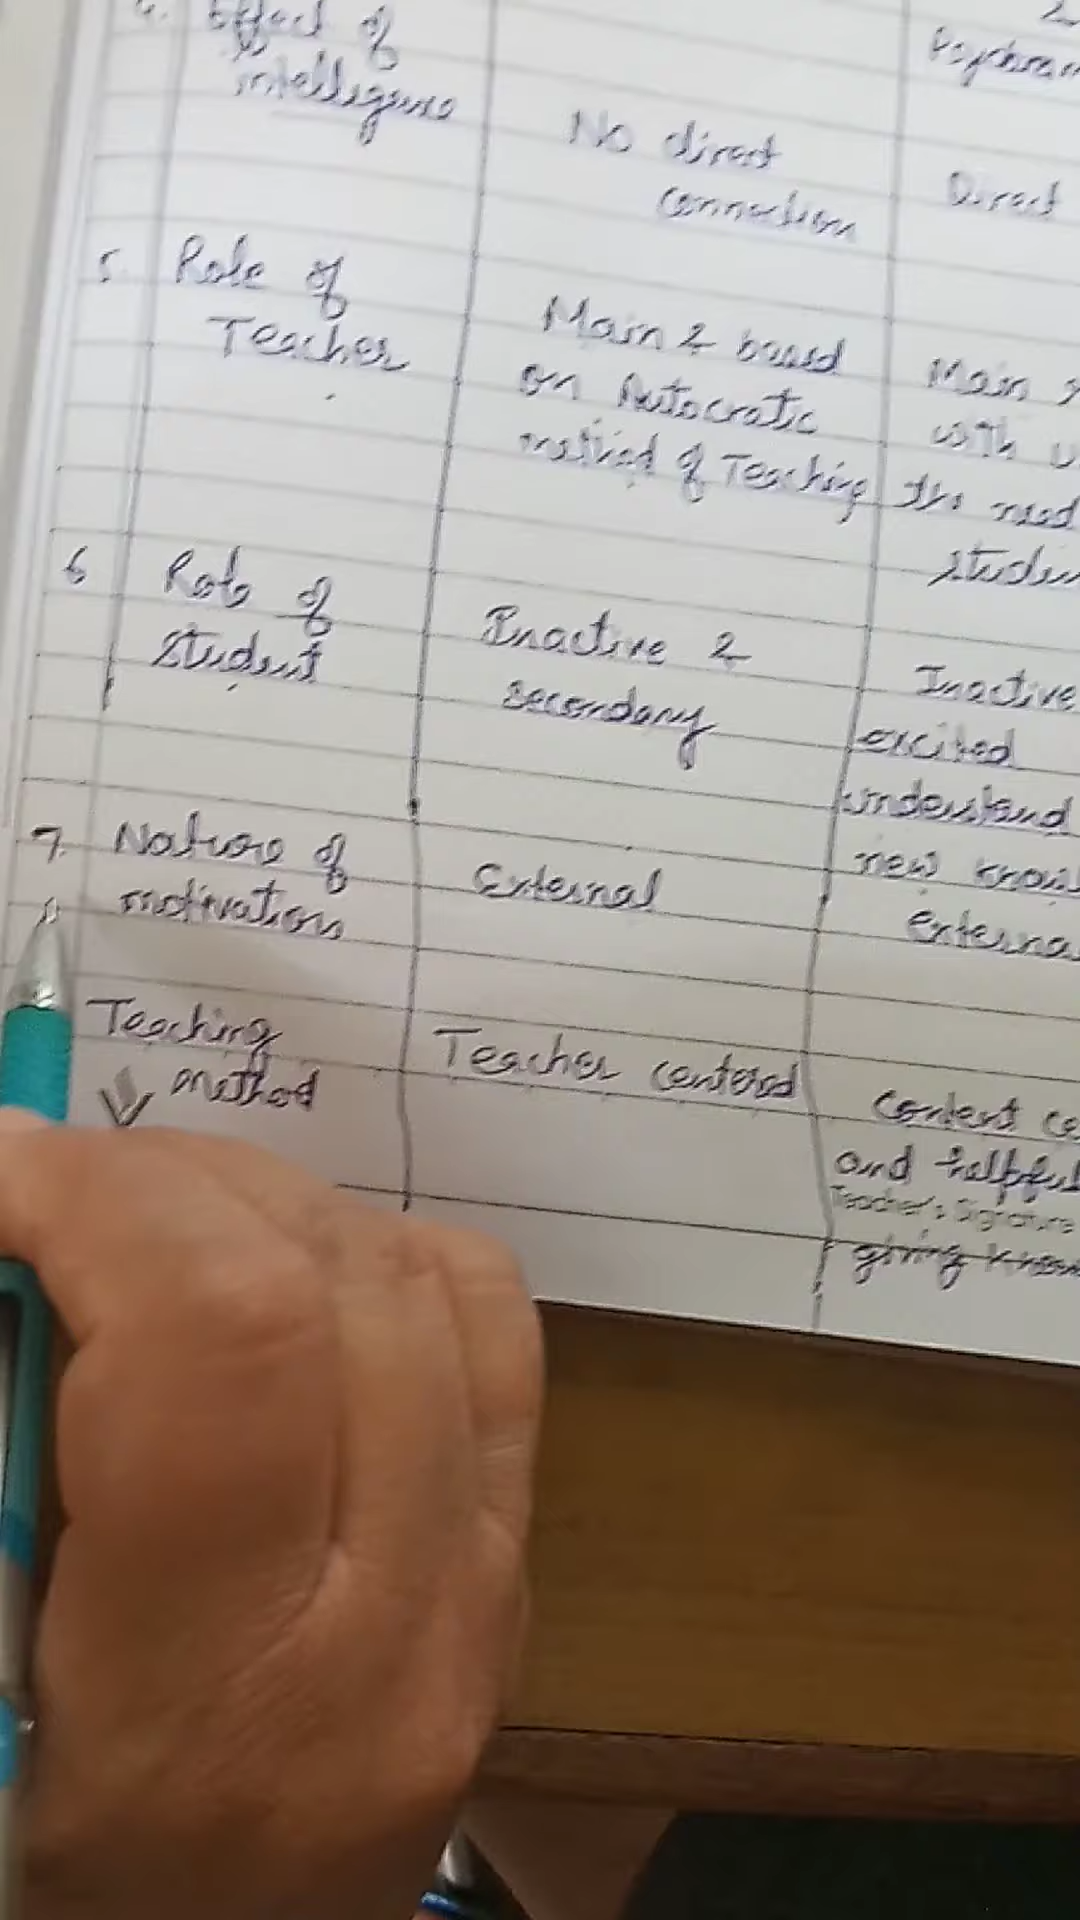 4. Effect of
intelligence
No direct
connection
Direct
5. Role of
Teacher
Main & based
on Autocratic
method of Teaching
Main
with
the need
6 Role of
Student
Inactive &
secondary
Inactive
excited
understand
new
7. Nature of
motivation
External
Teaching
method
Teacher centered
content
and helpful
Teacher's Signature
giving